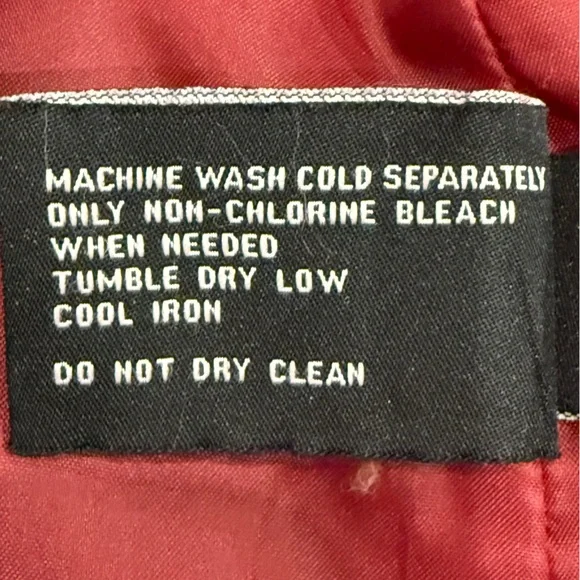 MACHINE WASH COLD SEPARATELY
ONLY NON-CHLORINE BLEACH
WHEN NEEDED
TUMBLE DRY LOW
COOL IRON
DO NOT DRY CLEAN